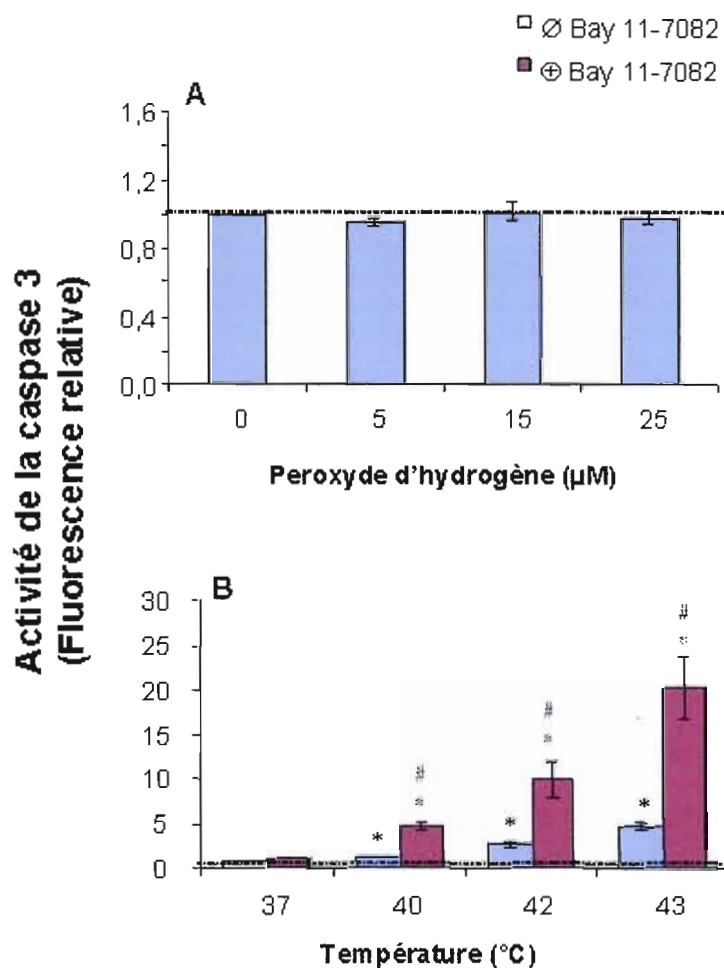 Ø Bay 11-7082
⊕ Bay 11-7082
A
1,6
1,2
0,8
0,4
0,0
0 5 15 25
Peroxyde d'hydrogène (µM)
Activité de la caspase 3
(Fluorescence relative)
B
30
25
20
15
10
5
0
# * # * # * * * *
37 40 42 43
Température (°C)